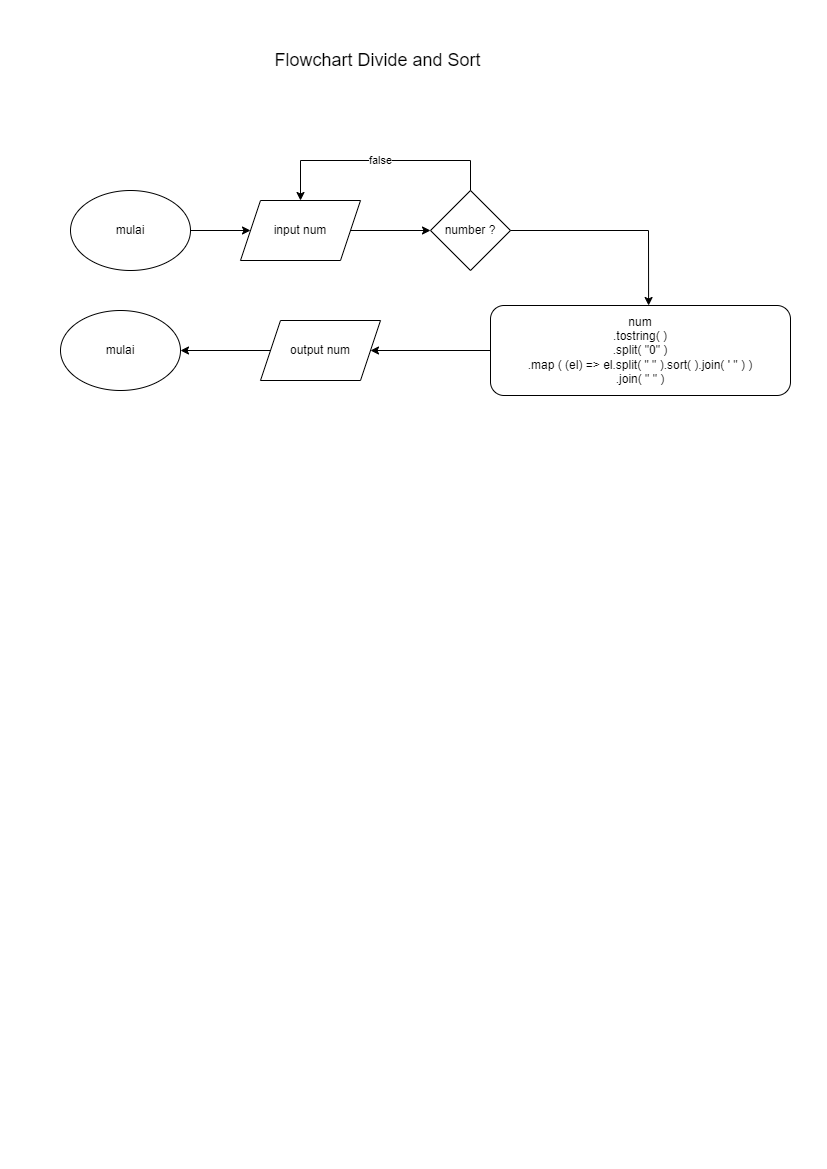 Flowchart Divide and Sort
false
mulai
input num
number ?
num
.tostring( )
.split( "0" )
.map ( (el) => el.split( " " ).sort( ).join( ' " ) )
.join( " " )
output num
mulai